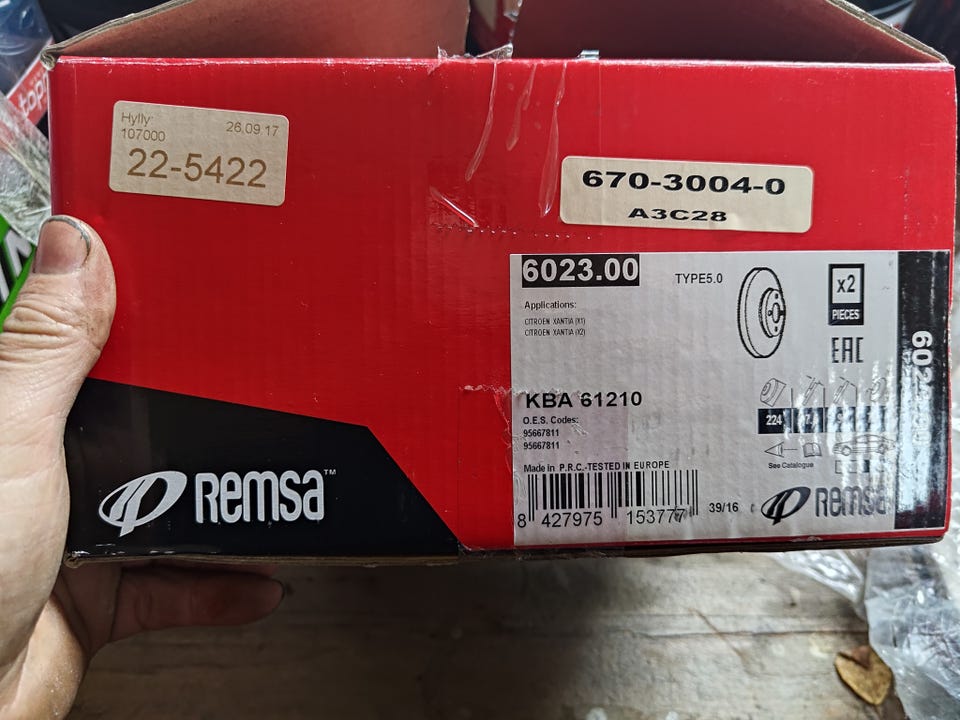 Hylly:
107000
26.09.17
22-5422
670-3004-0
A3C28
6023.00
TYPE5.0
Applications:
CITROEN XANTIA (X1)
CITROEN XANTIA (X2)
x2
PIECES
EAC
KBA 61210
O.E.S. Codes:
95667811
95667811
224
See Catalogue
Made in P.R.C.-TESTED IN EUROPE
8 427975 153777
39/16
REMSA
REMSA™